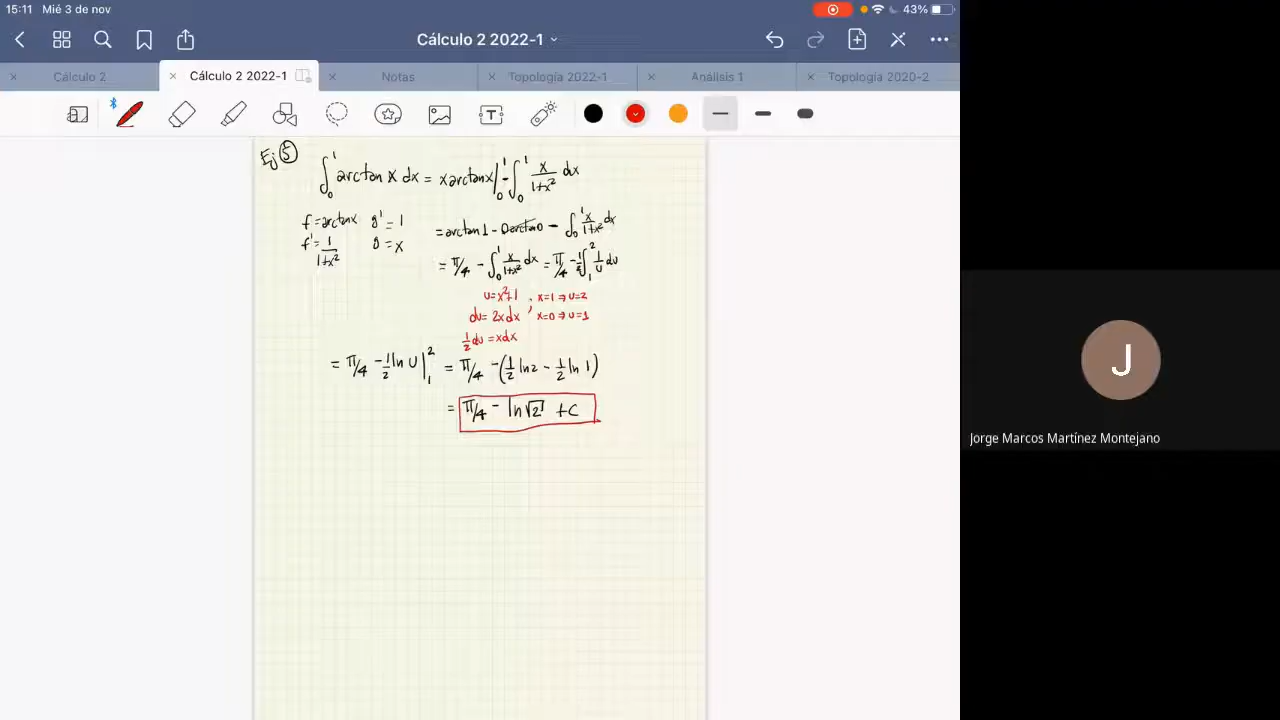 15:11 Mié 3 de nov 43%
Cálculo 2 2022-1
Cálculo 2 Cálculo 2 2022-1 Notas Topología 2022-1 Análisis 1 Topología 2020-2
Ej 5
∫₀¹ arctan x dx = x arctan x |₀¹ - ∫₀¹ x/(1+x²) dx
f = arctan x g' = 1 = arctan 1 - 0 arctan 0 - ∫₀¹ x/(1+x²) dx
f' = 1/(1+x²) g = x = π/4 - ∫₀¹ x/(1+x²) dx = π/4 - 1/2 ∫₁² 1/u du
u = x²+1 ; x=1 ⇒ u=2
du = 2x dx x=0 ⇒ u=1
1/2 du = x dx
= π/4 - 1/2 ln u |₁² = π/4 - (1/2 ln 2 - 1/2 ln 1)
= π/4 - ln √2 + C
J
Jorge Marcos Martínez Montejano